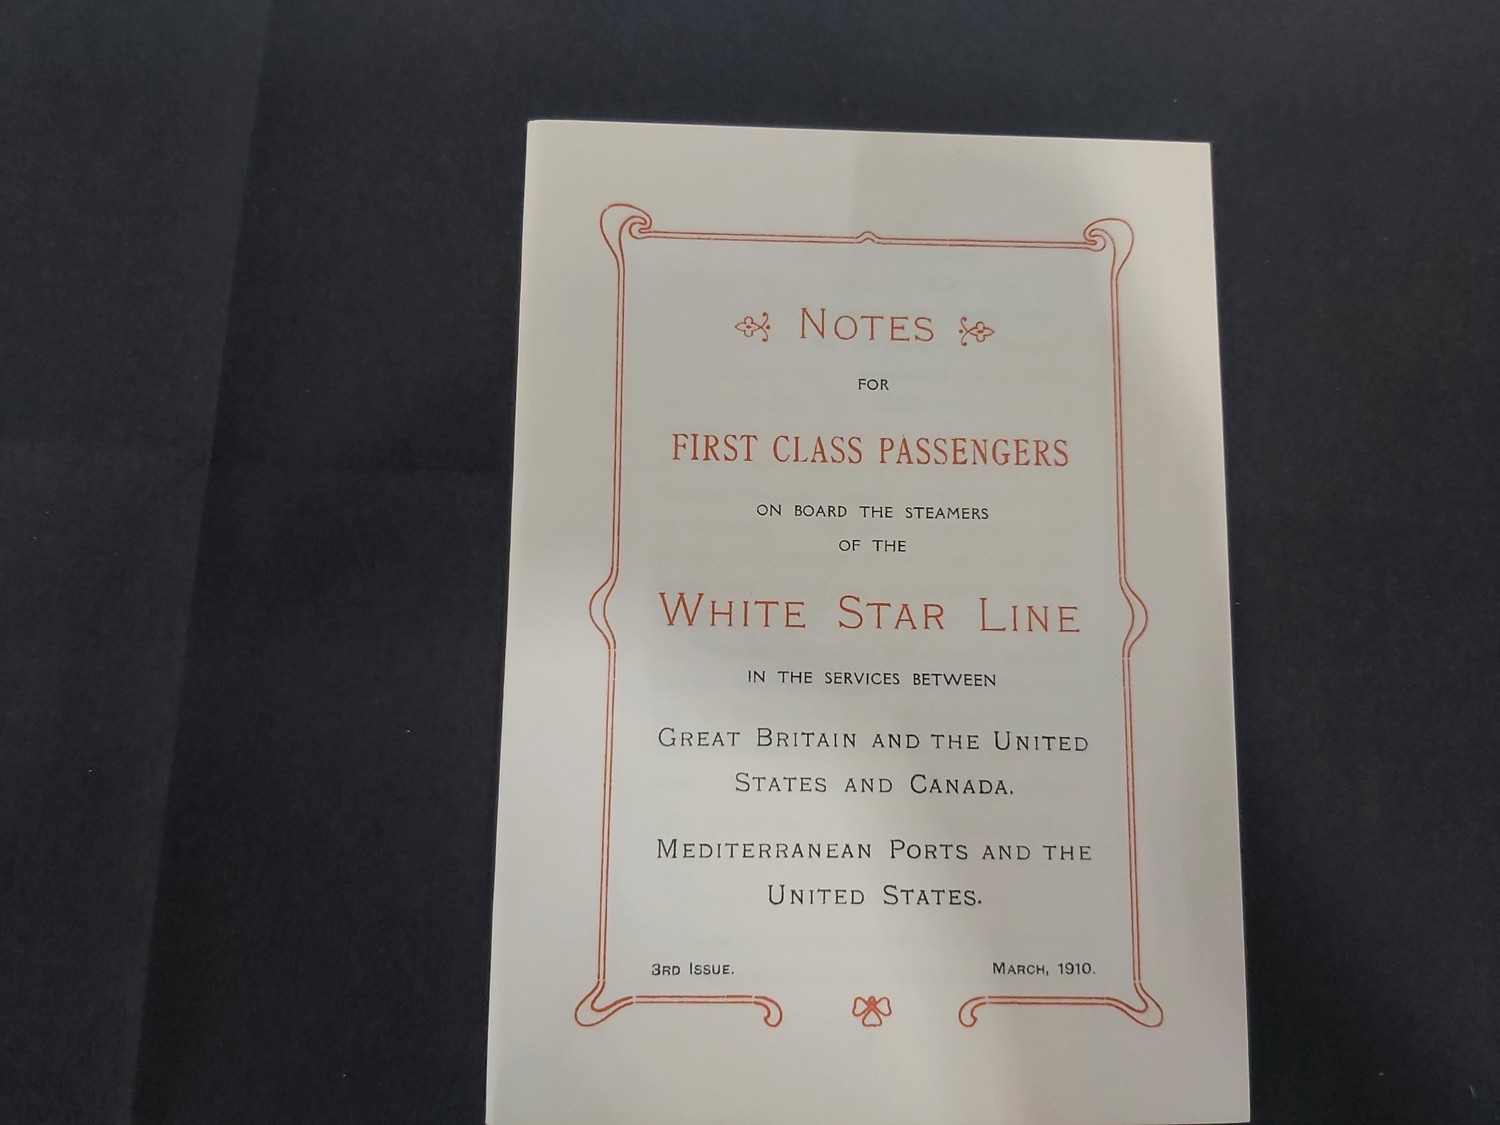 NOTES
FOR
FIRST CLASS PASSENGERS
ON BOARD THE STEAMERS
OF THE
WHITE STAR LINE
IN THE SERVICES BETWEEN
GREAT BRITAIN AND THE UNITED
STATES AND CANADA.
MEDITERRANEAN PORTS AND THE
UNITED STATES.
3RD ISSUE. MARCH, 1910.